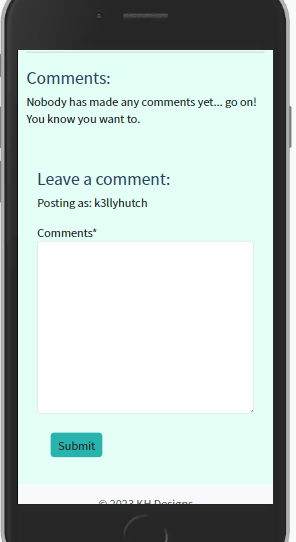 Comments:
Nobody has made any comments yet... go on!
You know you want to.
Leave a comment:
Posting as: k3llyhutch
Comments*
Submit
© 2023 KH Designs